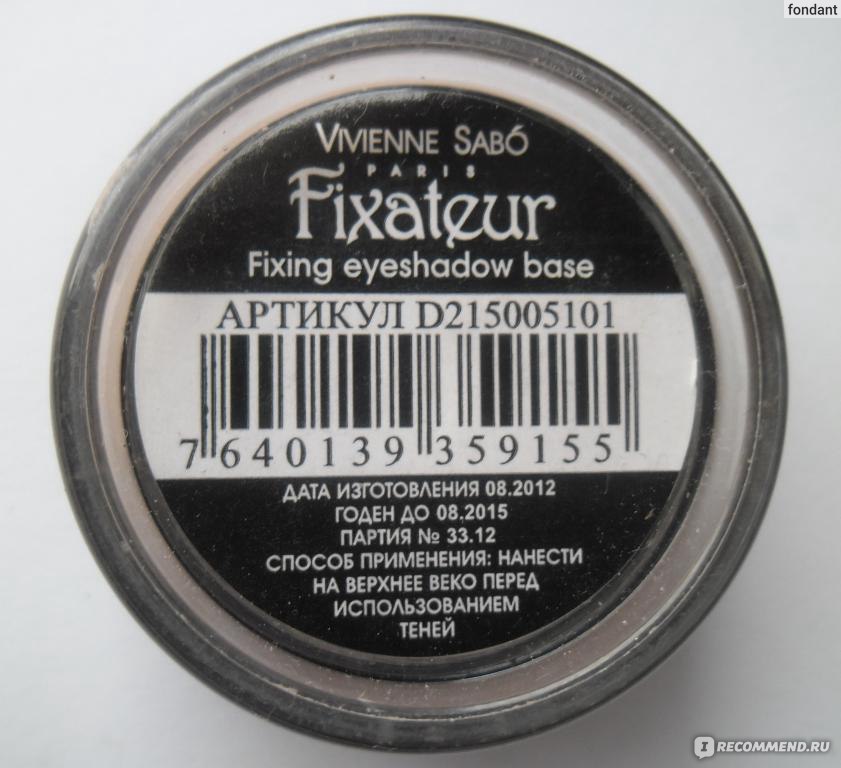 fondant
VIVIENNE SABÓ
PARIS
Fixateur
Fixing eyeshadow base
АРТИКУЛ D215005101
7 640139 359155
ДАТА ИЗГОТОВЛЕНИЯ 08.2012
ГОДЕН ДО 08.2015
ПАРТИЯ № 33.12
СПОСОБ ПРИМЕНЕНИЯ: НАНЕСТИ
НА ВЕРХНЕЕ ВЕКО ПЕРЕД
ИСПОЛЬЗОВАНИЕМ
ТЕНЕЙ
IRECOMMEND.RU